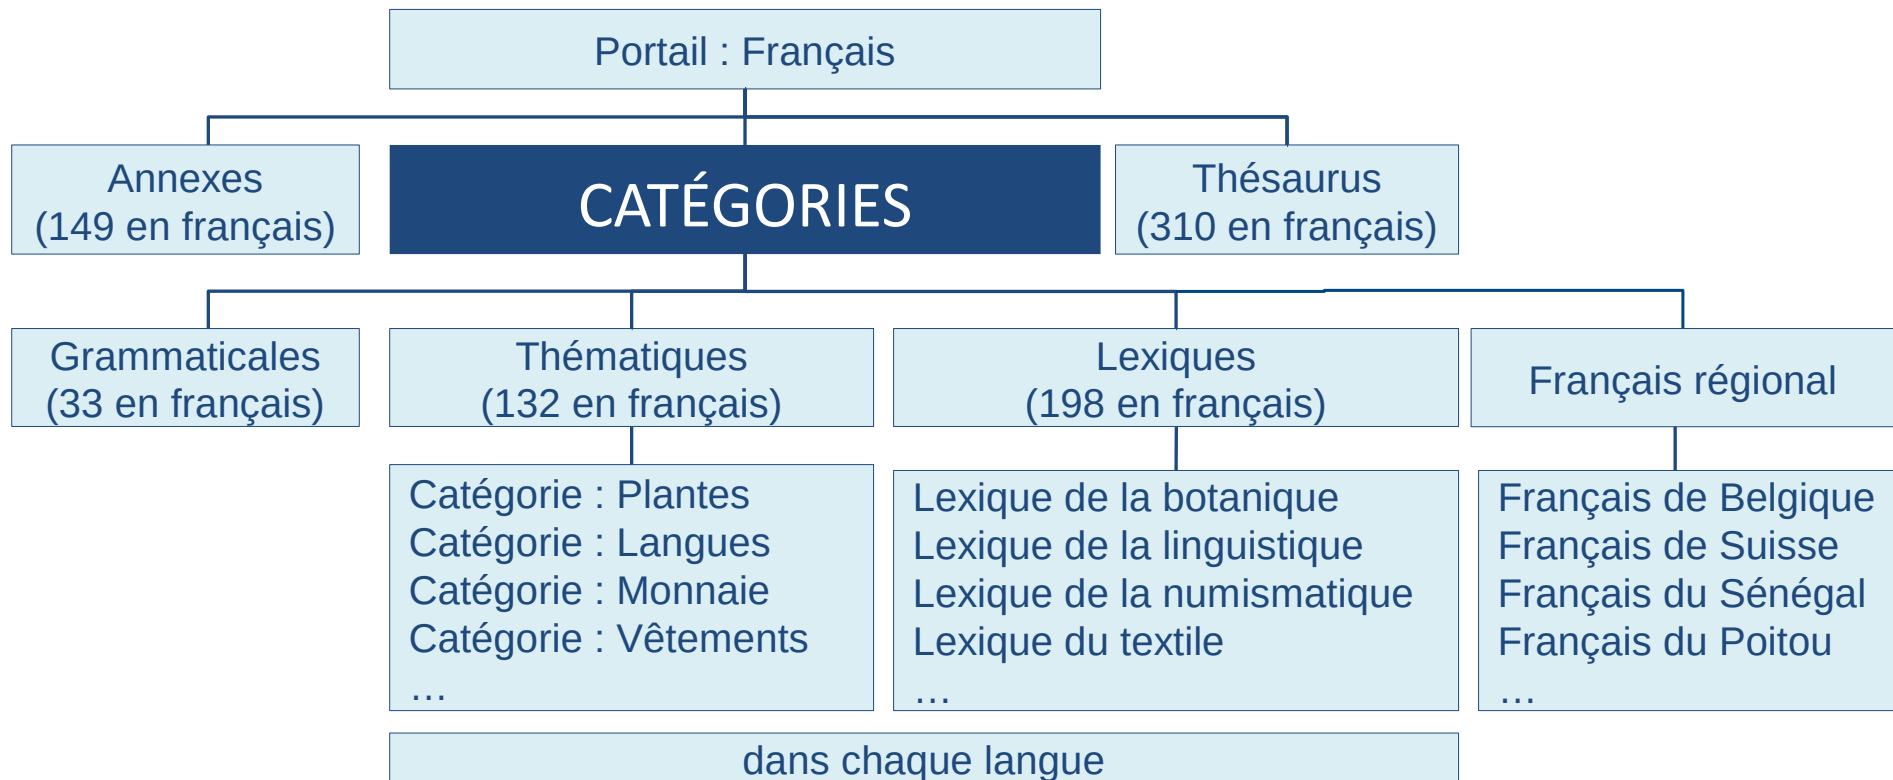 Portail : Français
Annexes
(149 en français)
CATÉGORIES
Thésaurus
(310 en français)
Grammaticales
(33 en français)
Thématiques
(132 en français)
Lexiques
(198 en français)
Français régional
Catégorie : Plantes
Catégorie : Langues
Catégorie : Monnaie
Catégorie : Vêtements
…
Lexique de la botanique
Lexique de la linguistique
Lexique de la numismatique
Lexique du textile
…
Français de Belgique
Français de Suisse
Français du Sénégal
Français du Poitou
…
dans chaque langue